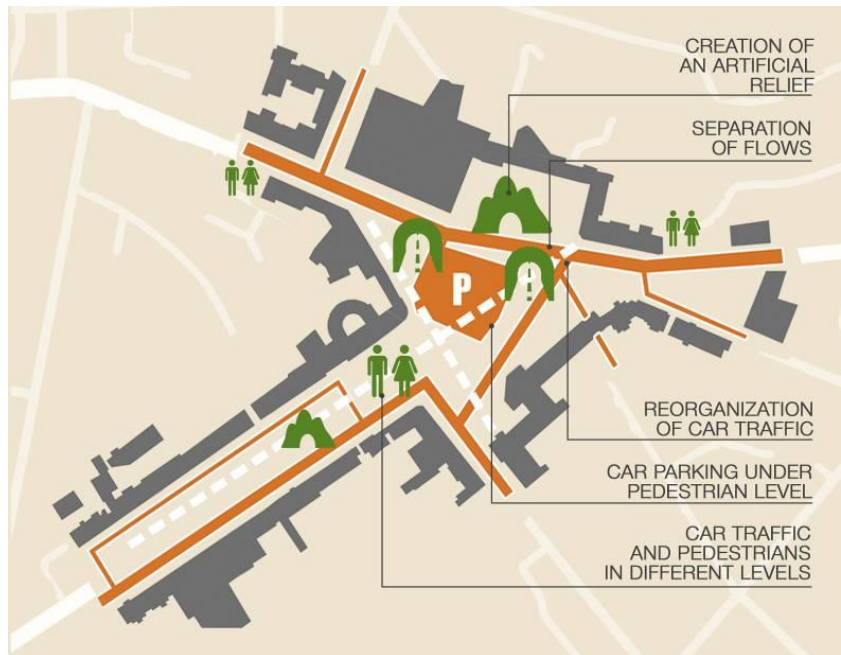 CREATION OF
AN ARTIFICIAL
RELIEF
SEPARATION
OF FLOWS
P
REORGANIZATION
OF CAR TRAFFIC
CAR PARKING UNDER
PEDESTRIAN LEVEL
CAR TRAFFIC
AND PEDESTRIANS
IN DIFFERENT LEVELS